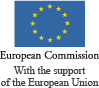 European Commission
With the support
of the European Union